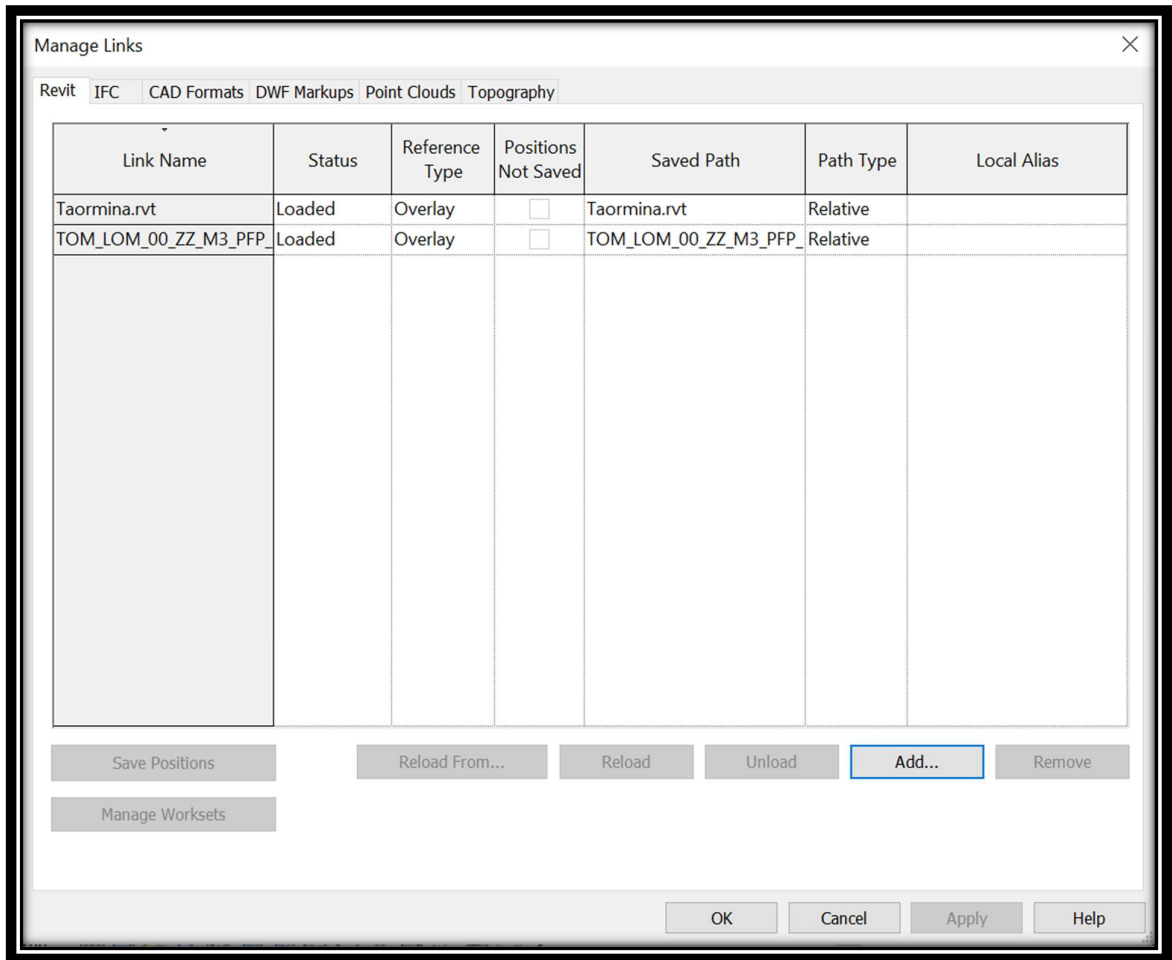 Manage Links
Revit IFC CAD Formats DWF Markups Point Clouds Topography
Link Name Status Reference Type Positions Not Saved Saved Path Path Type Local Alias
Taormina.rvt Loaded Overlay Taormina.rvt Relative
TOM_LOM_00_ZZ_M3_PFP_ Loaded Overlay TOM_LOM_00_ZZ_M3_PFP_ Relative
Save Positions Reload From... Reload Unload Add... Remove
Manage Worksets
OK Cancel Apply Help